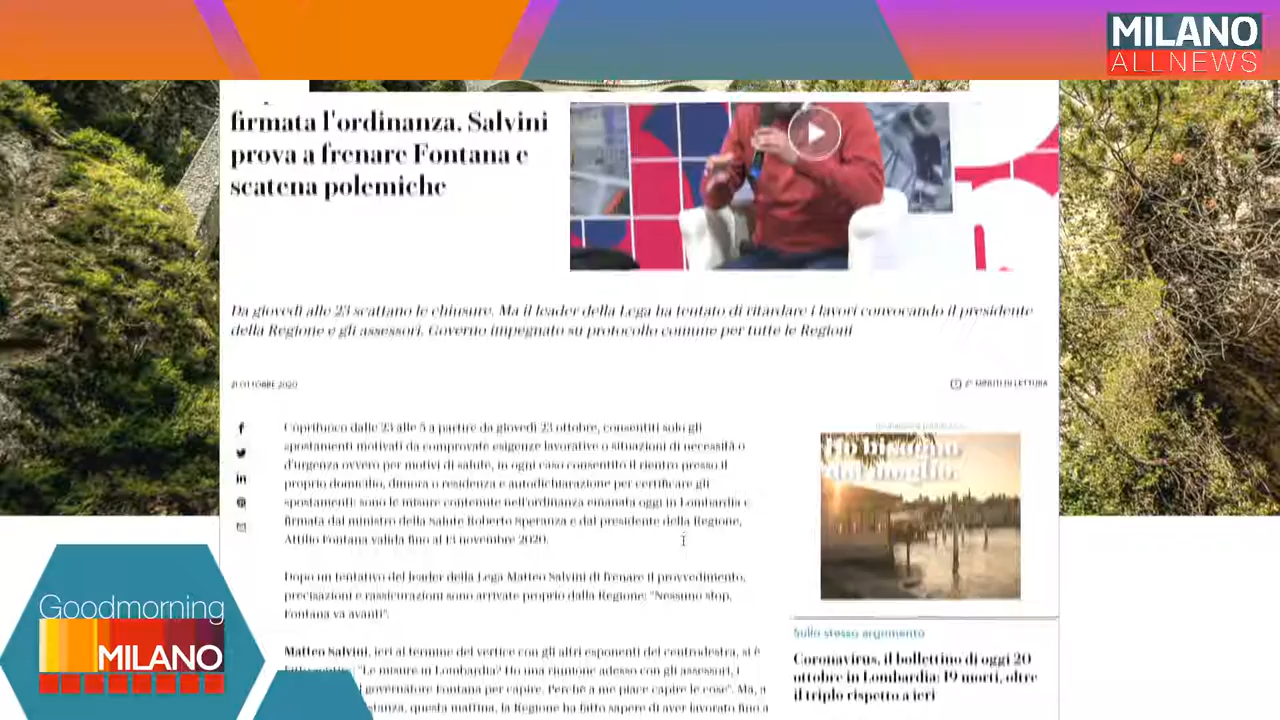 MILANO
ALLNEWS
firmata l'ordinanza. Salvini
prova a frenare Fontana e
scatena polemiche
Da giovedì alle 23 scattano le chiusure. Ma il leader della Lega ha tentato di ritardare i lavori convocando il presidente
della Regione e gli assessori. Governo impegnato su protocollo comune per tutte le Regioni
21 OTTOBRE 2020
MINUTI DI LETTURA
Coprifuoco dalle 23 alle 5 a partire da giovedì 23 ottobre, consentiti solo gli
spostamenti motivati da comprovate esigenze lavorative o situazioni di necessità o
d'urgenza ovvero per motivi di salute, in ogni caso consentito il rientro presso il
proprio domicilio, dimora o residenza e autodichiarazione per certificare gli
spostamenti: sono le misure contenute nell'ordinanza emanata oggi in Lombardia e
firmata dal ministro della Salute Roberto Speranza e dal presidente della Regione,
Attilio Fontana valida fino al 13 novembre 2020.
Dopo un tentativo del leader della Lega Matteo Salvini di frenare il provvedimento,
precisazioni e rassicurazioni sono arrivate proprio dalla Regione: "Nessuno stop,
Fontana va avanti".
Matteo Salvini, ieri al termine del vertice con gli altri esponenti del centrodestra, si è
"Le misure in Lombardia? Ho una riunione adesso con gli assessori, i
governatore Fontana per capire. Perché a me piace capire le cose". Ma, a
stanza, questa mattina, la Regione ha fatto sapere di aver lavorato fino a
Ho bisogno
Sullo stesso argomento
Coronavirus, il bollettino di oggi 20
ottobre in Lombardia: 19 morti, oltre
il triplo rispetto a ieri
Goodmorning
MILANO